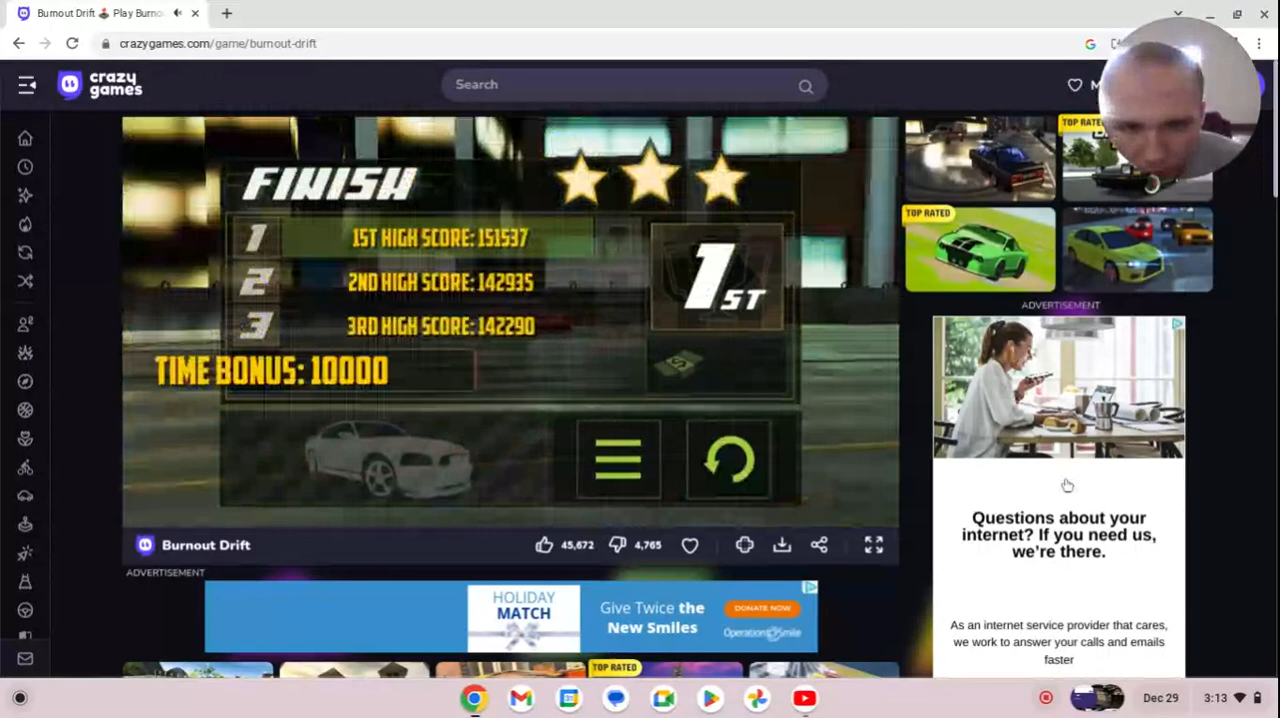 Burnout Drift 🕹️ Play Burno
crazygames.com/game/burnout-drift
crazy
games
Search
M
FINISH
1
1ST HIGH SCORE: 151537
2
2ND HIGH SCORE: 142935
3
3RD HIGH SCORE: 142290
1ST
TIME BONUS: 10000
TOP RATED
TOP RATED
ADVERTISEMENT
Questions about your
internet? If you need us,
we're there.
As an internet service provider that cares,
we work to answer your calls and emails
faster
Burnout Drift
45,672
4,765
ADVERTISEMENT
HOLIDAY
MATCH
Give Twice the
New Smiles
DONATE NOW
Operation Smile
TOP RATED
Dec 29
3:13